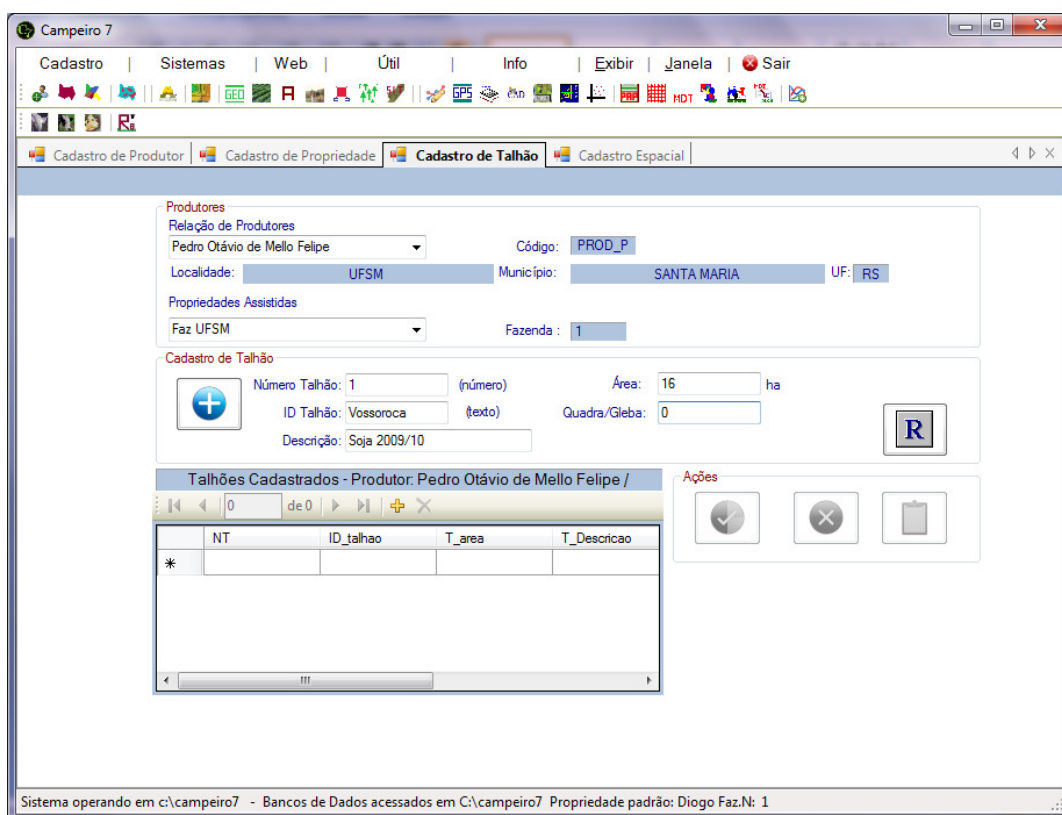 Campeiro 7
Cadastro | Sistemas | Web | Útil | Info | Exibir | Janela | Sair
GEO A GPS CAD MDT
R
Cadastro de Produtor Cadastro de Propriedade Cadastro de Talhão Cadastro Espacial
Produtores
Relação de Produtores
Pedro Otávio de Mello Felipe Código: PROD_P
Localidade: UFSM Município: SANTA MARIA UF: RS
Propriedades Assistidas
Faz UFSM Fazenda : 1
Cadastro de Talhão
Número Talhão: 1 (número) Área: 16 ha
ID Talhão: Vossoroca (texto) Quadra/Gleba: 0
R
Descrição: Soja 2009/10
Talhões Cadastrados - Produtor: Pedro Otávio de Mello Felipe /
Ações
0 de 0
NT ID_talhao T_area T_Descricao
Sistema operando em c:\campeiro7 - Bancos de Dados acessados em C:\campeiro7 Propriedade padrão: Diogo Faz.N: 1